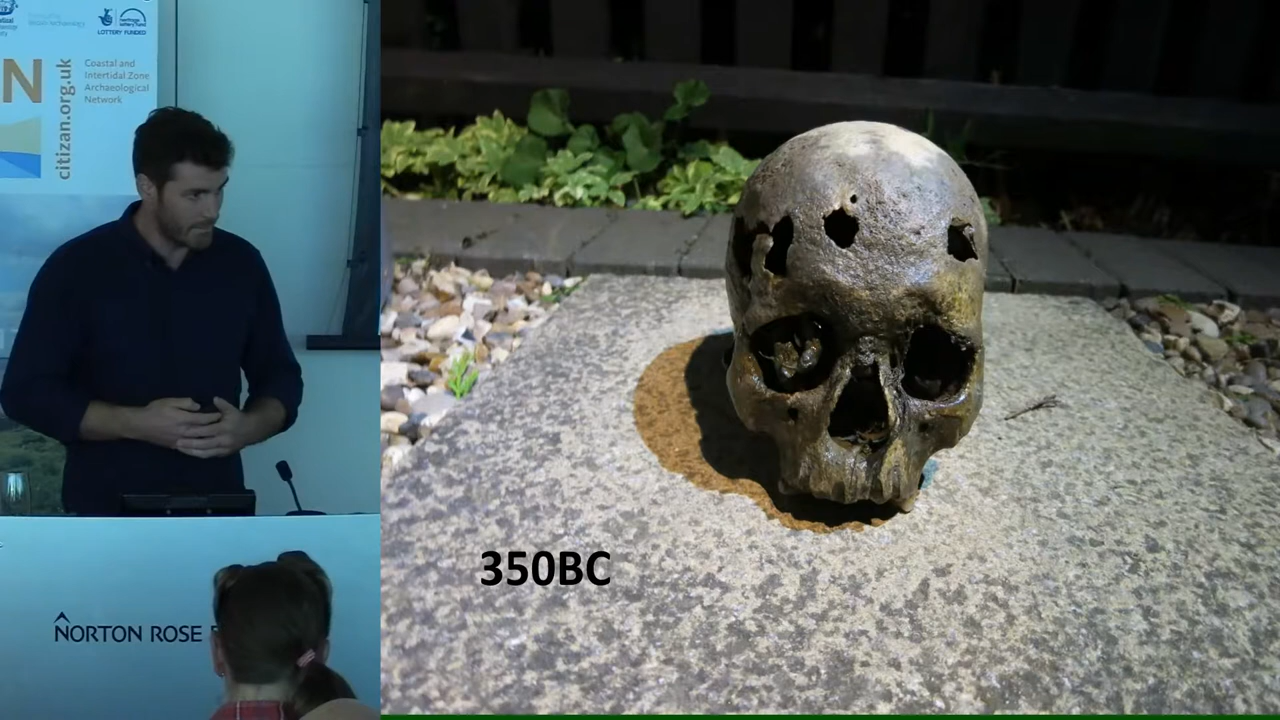 LOTTERY FUNDED
N
citizan.org.uk
Coastal and
Intertidal Zone
Archaeological
Network
350BC
NORTON ROSE